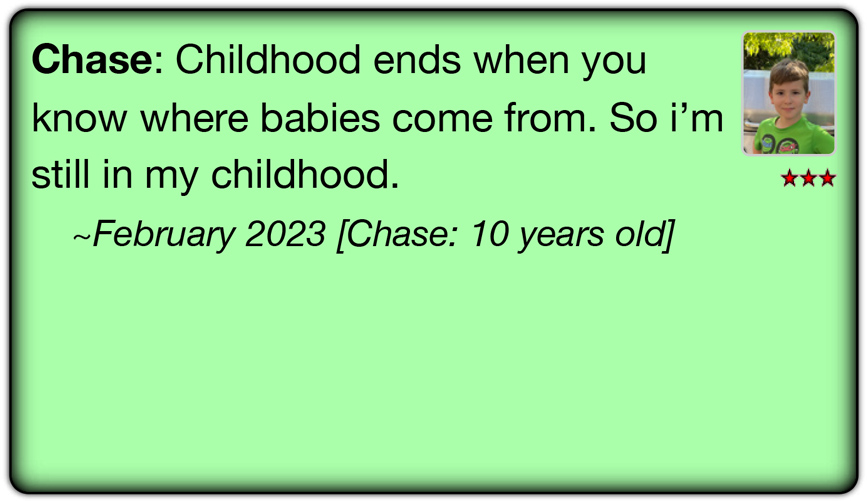 Chase: Childhood ends when you
know where babies come from. So i’m
still in my childhood.
~February 2023 [Chase: 10 years old]